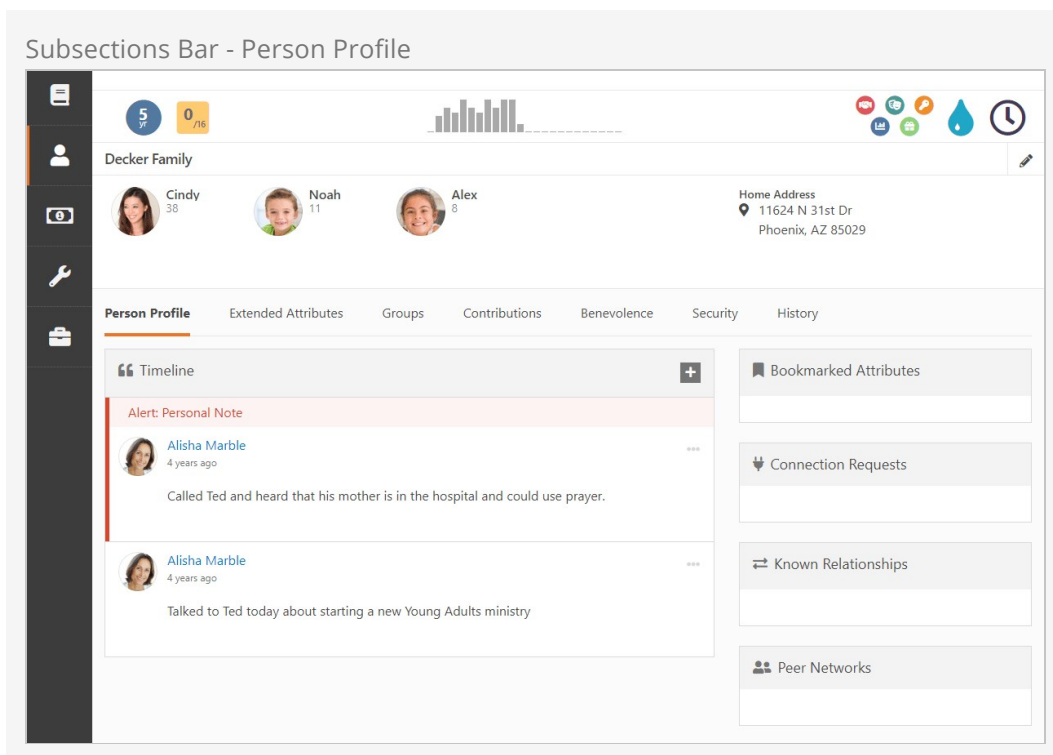 Subsections Bar - Person Profile
5 yr
0 /16
Decker Family
Cindy
38
Noah
11
Alex
8
Home Address
11624 N 31st Dr
Phoenix, AZ 85029
Person Profile Extended Attributes Groups Contributions Benevolence Security History
Timeline
Alert: Personal Note
Alisha Marble
4 years ago
Called Ted and heard that his mother is in the hospital and could use prayer.
Alisha Marble
4 years ago
Talked to Ted today about starting a new Young Adults ministry
Bookmarked Attributes
Connection Requests
Known Relationships
Peer Networks